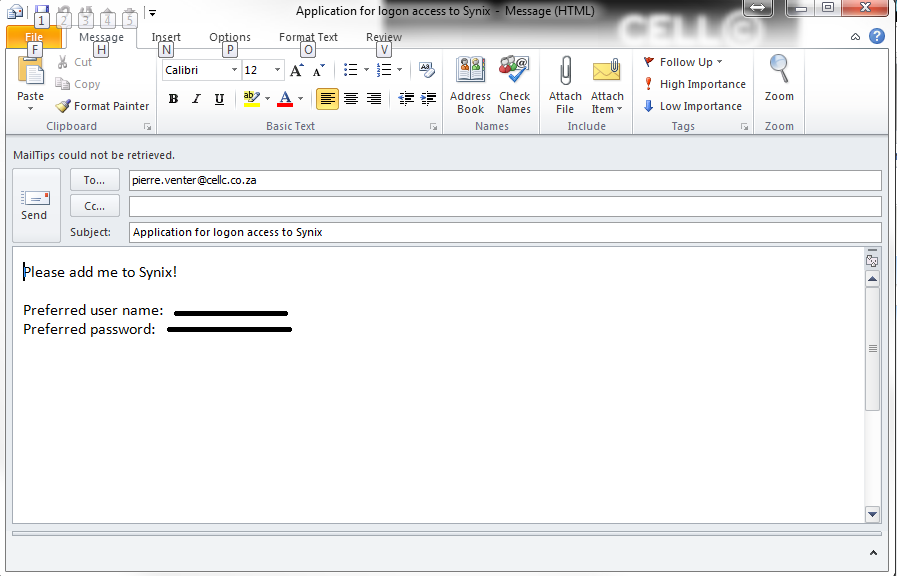 Application for logon access to Synix - Message (HTML)
CELL C
1 2 3 4 5
File Message Insert Options Format Text Review
F H N P O V
Paste
Cut
Copy
Format Painter
Clipboard
Calibri 12
B I U
Basic Text
Address Book
Check Names
Names
Attach File
Attach Item
Include
Follow Up
High Importance
Low Importance
Tags
Zoom
Zoom
MailTips could not be retrieved.
Send
To... pierre.venter@cellc.co.za
Cc...
Subject: Application for logon access to Synix
Please add me to Synix!
Preferred user name:
Preferred password: